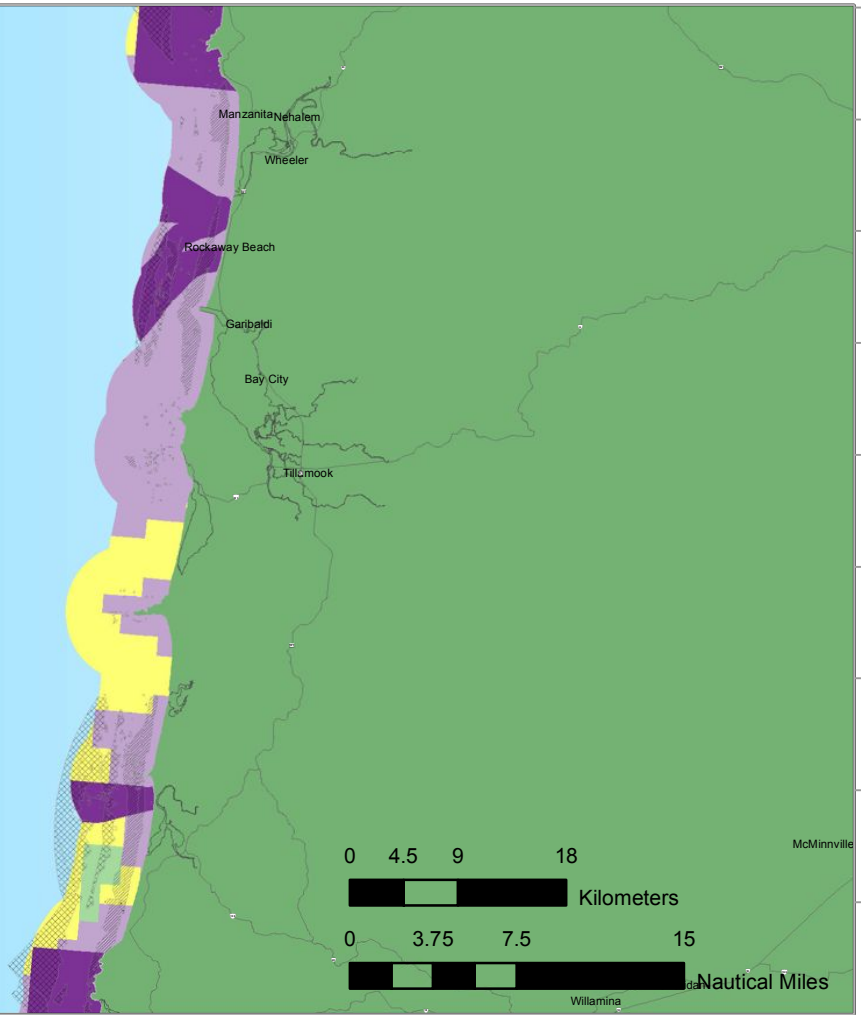 Manzanita
Nehalem
Wheeler
Rockaway Beach
Garibaldi
Bay City
Tillamook
McMinnville
0 4.5 9 18
Kilometers
0 3.75 7.5 15
Nautical Miles
Willamina